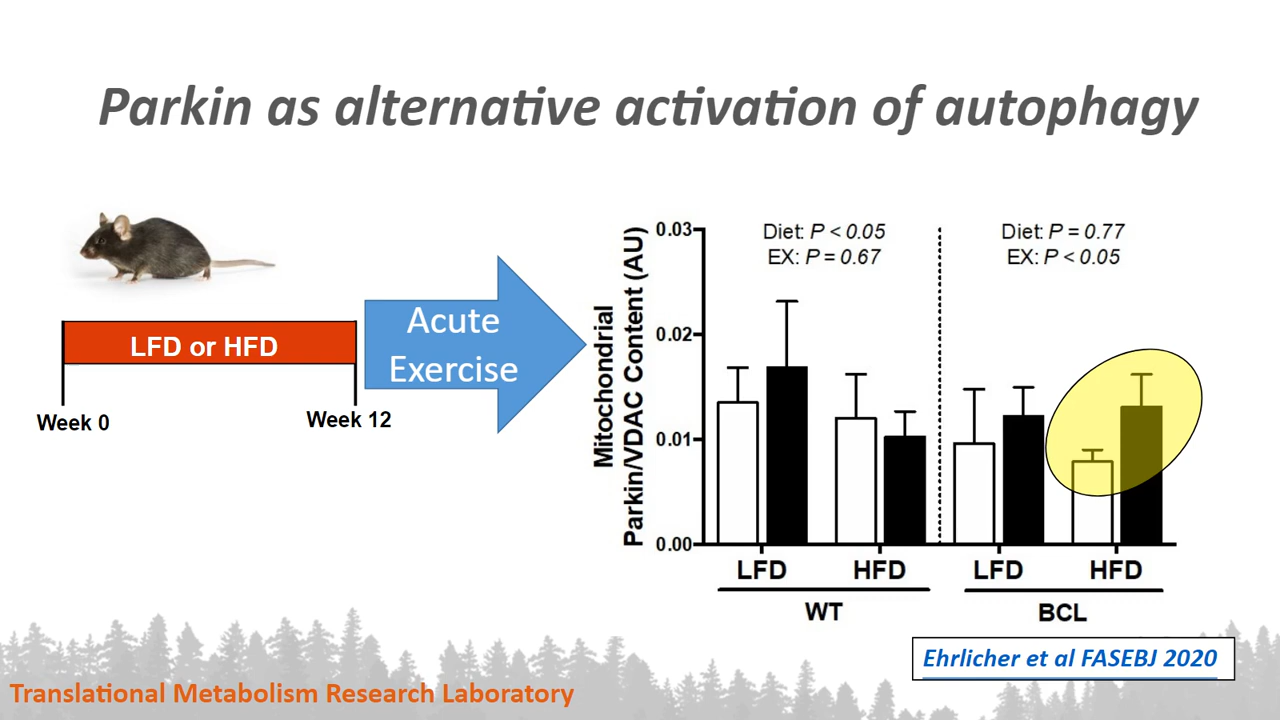 Parkin as alternative activation of autophagy
LFD or HFD
Week 0
Week 12
Acute
Exercise
Mitochondrial
Parkin/VDAC Content (AU)
0.03
0.02
0.01
0.00
Diet: P < 0.05
EX: P = 0.67
Diet: P = 0.77
EX: P < 0.05
LFD
HFD
LFD
HFD
WT
BCL
Ehrlicher et al FASEBJ 2020
Translational Metabolism Research Laboratory